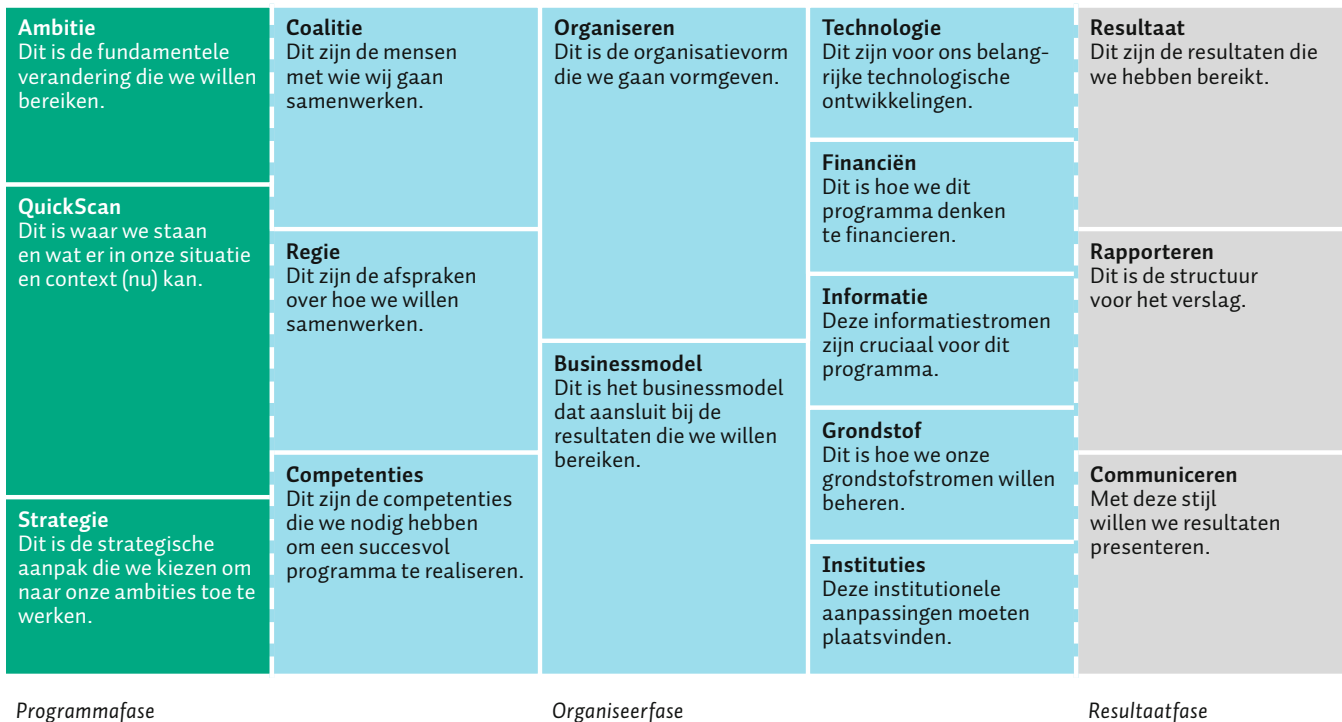 Ambitie
Dit is de fundamentele
verandering die we willen
bereiken.
QuickScan
Dit is waar we staan
en wat er in onze situatie
en context (nu) kan.
Strategie
Dit is de strategische
aanpak die we kiezen om
naar onze ambities toe te
werken.
Coalitie
Dit zijn de mensen
met wie wij gaan
samenwerken.
Regie
Dit zijn de afspraken
over hoe we willen
samenwerken.
Competenties
Dit zijn de competenties
die we nodig hebben
om een succesvol
programma te realiseren.
Organiseren
Dit is de organisatievorm
die we gaan vormgeven.
Businessmodel
Dit is het businessmodel
dat aansluit bij de
resultaten die we willen
bereiken.
Technologie
Dit zijn voor ons belang-
rijke technologische
ontwikkelingen.
Financiën
Dit is hoe we dit
programma denken
te financieren.
Informatie
Deze informatiestromen
zijn cruciaal voor dit
programma.
Grondstof
Dit is hoe we onze
grondstofstromen willen
beheren.
Instituties
Deze institutionele
aanpassingen moeten
plaatsvinden.
Resultaat
Dit zijn de resultaten die
we hebben bereikt.
Rapporteren
Dit is de structuur
voor het verslag.
Communiceren
Met deze stijl
willen we resultaten
presenteren.
Programmafase
Organiseerfase
Resultaatfase